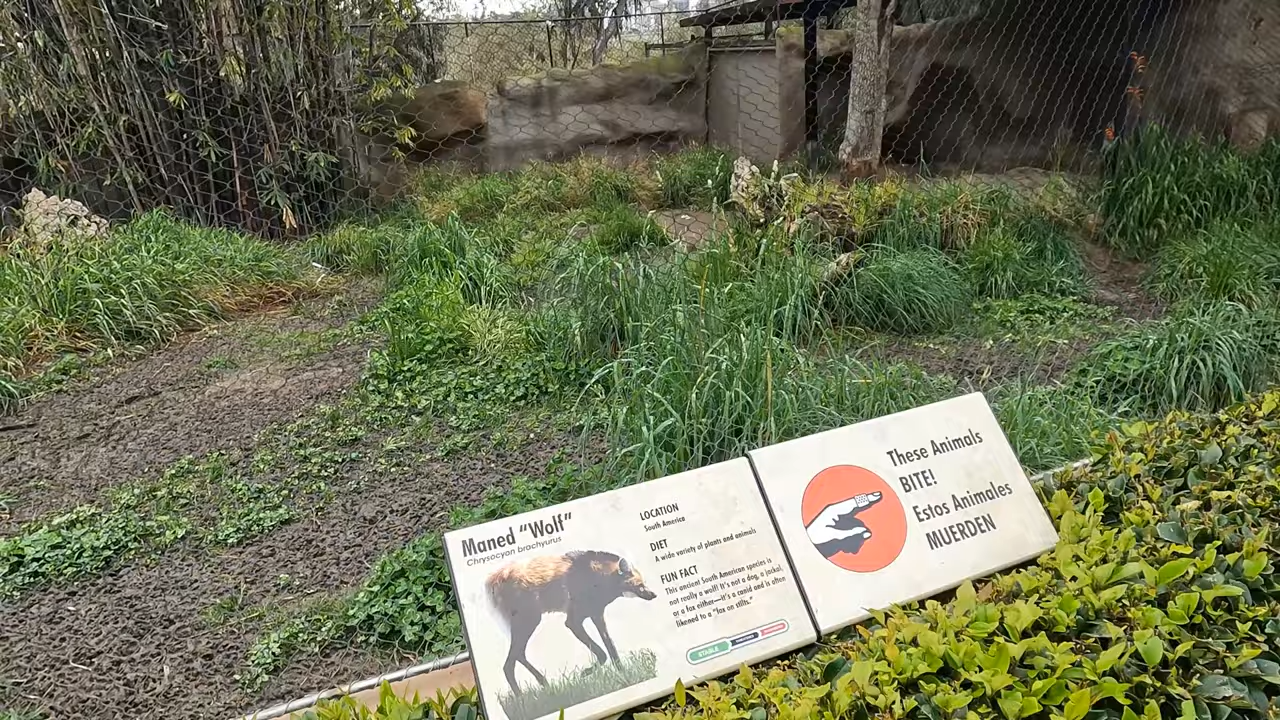 Maned "Wolf"
Chrysocyon brachyurus
LOCATION
South America
DIET
A wide variety of plants and animals
FUN FACT
This ancient South American species is
not really a wolf! It's not a dog, a jackal,
or a fox either—it's a canid and is often
likened to a "fox on stilts."
STABLE
These Animals
BITE!
Estos Animales
MUERDEN